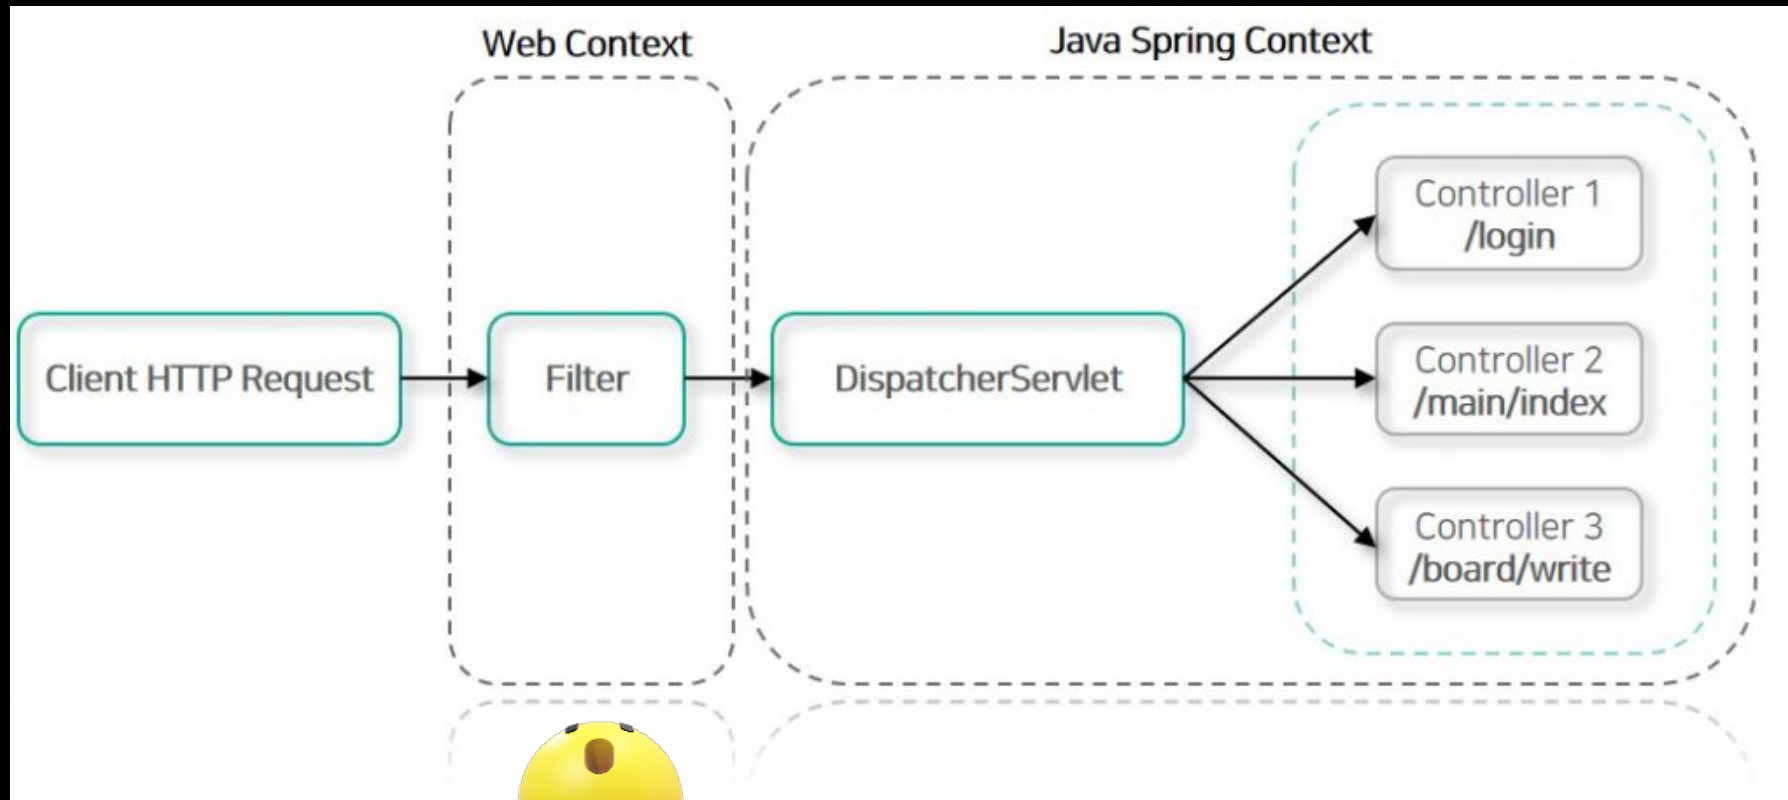 Web Context
Java Spring Context
Client HTTP Request
Filter
DispatcherServlet
Controller 1
/login
Controller 2
/main/index
Controller 3
/board/write